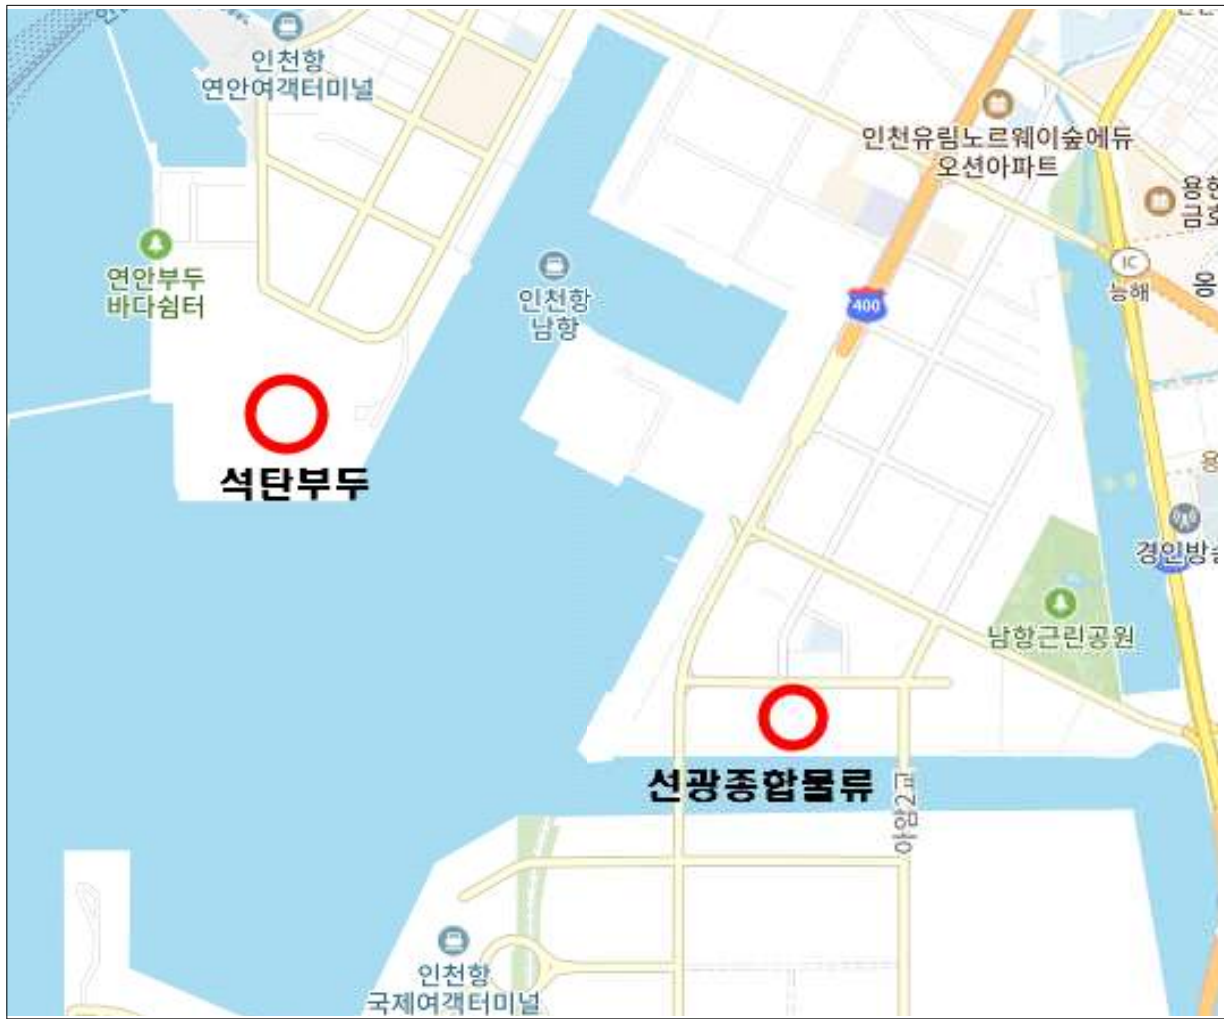 인천항
연안여객터미널
인천유림노르웨이숲에듀
오션아파트
연안부두
바다쉼터
인천항
남항
IC
능해
400
석탄부두
남항근린공원
선광종합물류
아암2교
인천항
국제여객터미널